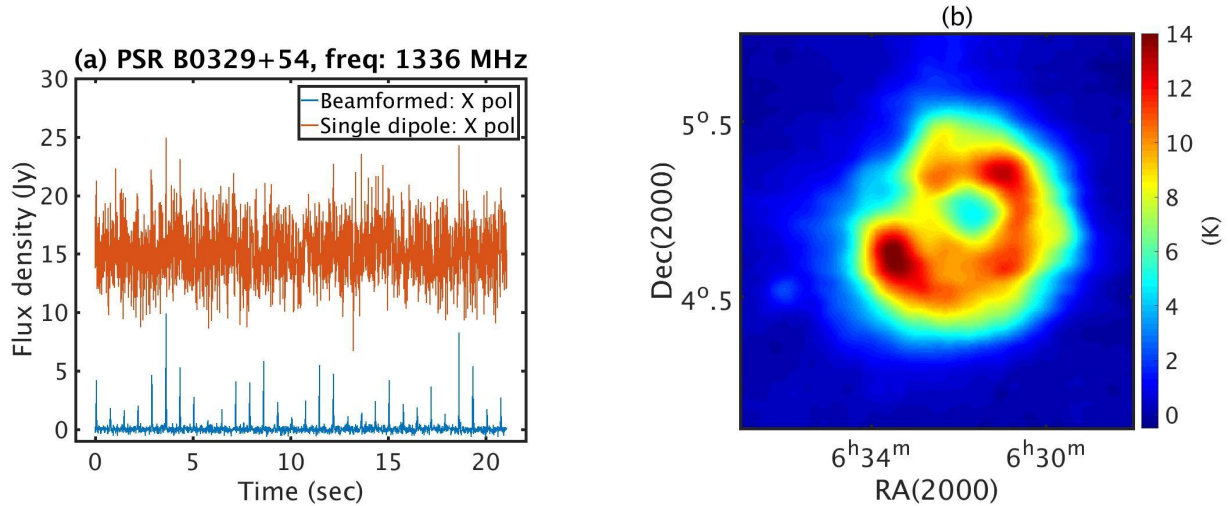 (a) PSR B0329+54, freq: 1336 MHz
Beamformed: X pol
Single dipole: X pol
30
25
20
15
10
5
0
Flux density (Jy)
0 5 10 15 20
Time (sec)
(b)
5°.5
4°.5
Dec(2000)
6ʰ34ᵐ 6ʰ30ᵐ
RA(2000)
14
12
10
8
6
4
2
0
(K)